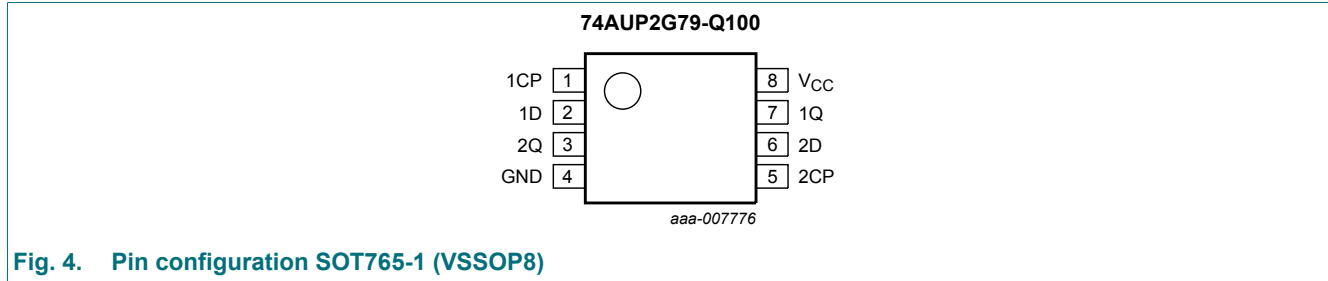 74AUP2G79-Q100
1CP 1 8 VCC
1D 2 7 1Q
2Q 3 6 2D
GND 4 5 2CP
aaa-007776
Fig. 4. Pin configuration SOT765-1 (VSSOP8)